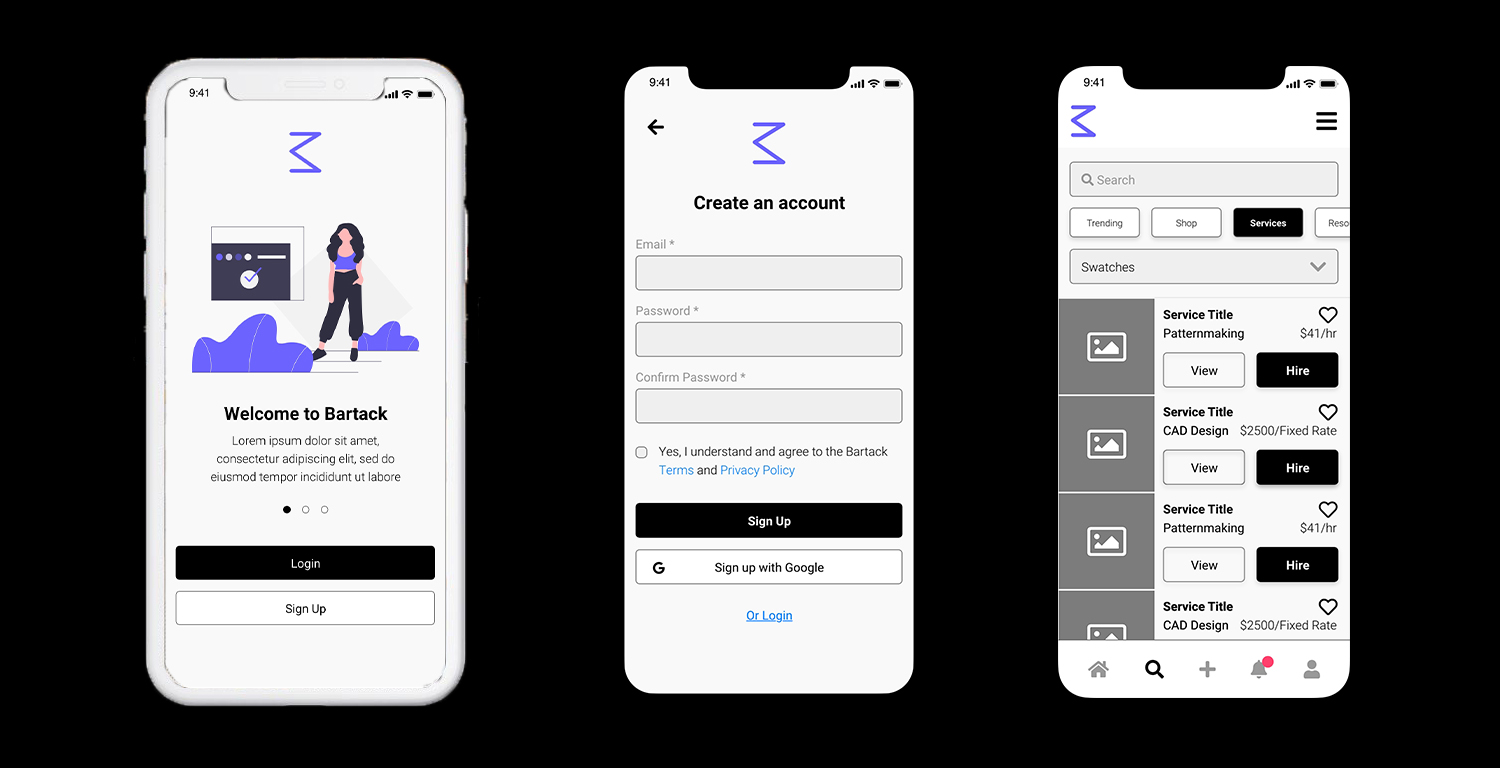 9:41
Welcome to Bartack
Lorem ipsum dolor sit amet,
consectetur adipiscing elit, sed do
eiusmod tempor incididunt ut labore
Login
Sign Up
9:41
Create an account
Email *
Password *
Confirm Password *
Yes, I understand and agree to the Bartack
Terms and Privacy Policy
Sign Up
G Sign up with Google
Or Login
9:41
Search
Trending Shop Services Reso
Swatches
Service Title
Patternmaking $41/hr
View Hire
Service Title
CAD Design $2500/Fixed Rate
View Hire
Service Title
Patternmaking $41/hr
View Hire
Service Title
CAD Design $2500/Fixed Rate